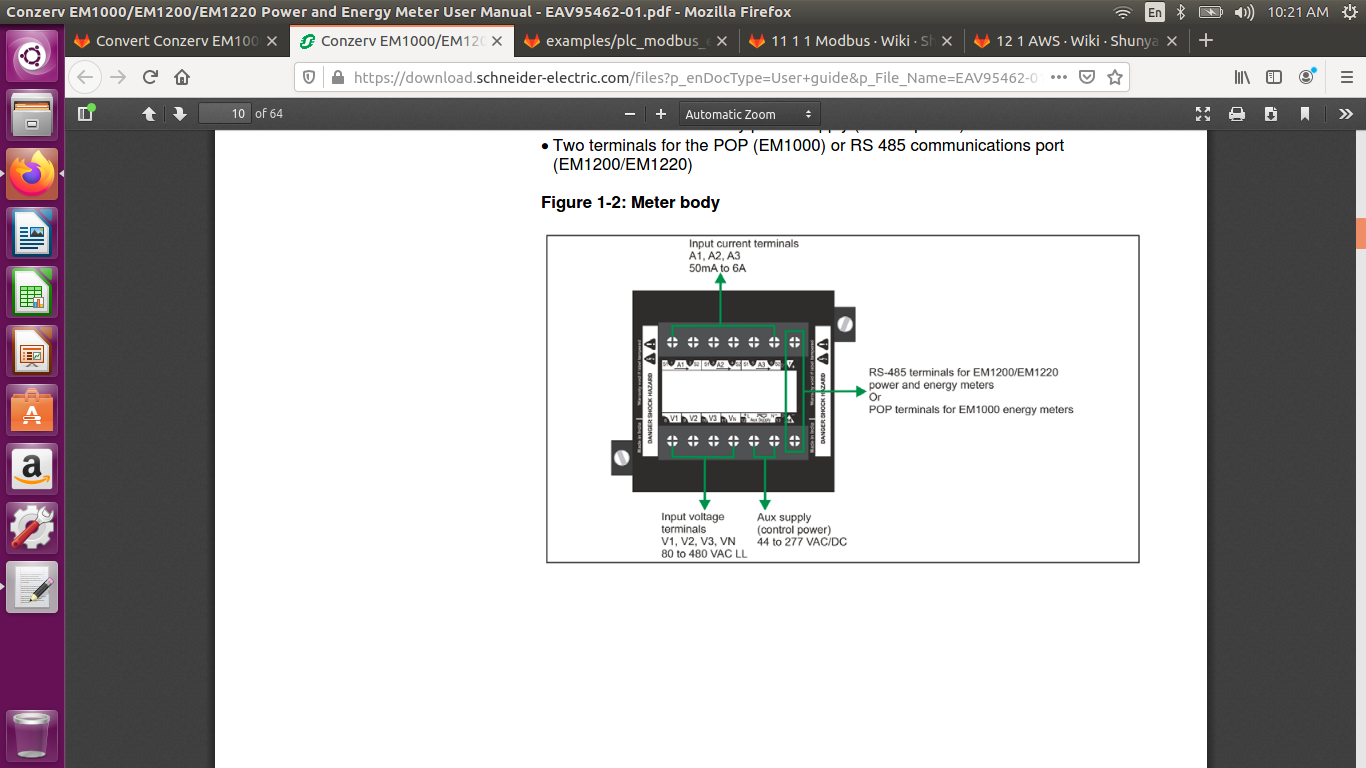 Conzerv EM1000/EM1200/EM1220 Power and Energy Meter User Manual - EAV95462-01.pdf - Mozilla Firefox
En
10:21 AM
Convert Conzerv EM100
Conzerv EM1000/EM120
examples/plc_modbus_
11 1 1 Modbus · Wiki · Sh
12 1 AWS · Wiki · Shunya
https://download.schneider-electric.com/files?p_enDocType=User+guide&p_File_Name=EAV95462-0
10 of 64
Automatic Zoom
• Two terminals for the POP (EM1000) or RS 485 communications port
(EM1200/EM1220)
Figure 1-2: Meter body
Input current terminals
A1, A2, A3
50mA to 6A
A1 A2 A3
DANGER:SHOCK HAZARD
DANGER:SHOCK HAZARD
V1 V2 V3 VN
RS-485 terminals for EM1200/EM1220
power and energy meters
Or
POP terminals for EM1000 energy meters
Input voltage
terminals
V1, V2, V3, VN
80 to 480 VAC LL
Aux supply
(control power)
44 to 277 VAC/DC